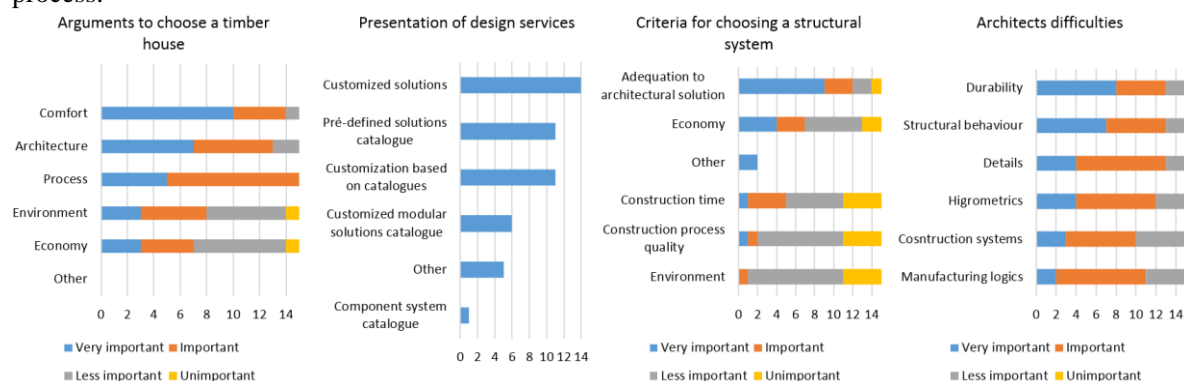 process.
Arguments to choose a timber
house
Comfort
Architecture
Process
Environment
Economy
Other
0 2 4 6 8 10 12 14
Very important Important
Less important Unimportant
Presentation of design services
Customized solutions
Pré-defined solutions
catalogue
Customization based
on catalogues
Customized modular
solutions catalogue
Other
Component system
catalogue
0 2 4 6 8 10 12 14
Criteria for choosing a structural
system
Adequation to
architectural solution
Economy
Other
Construction time
Construction process
quality
Environment
0 2 4 6 8 10 12 14
Very important Important
Less important Unimportant
Architects difficulties
Durability
Structural behaviour
Details
Higrometrics
Cosntruction systems
Manufacturing logics
0 2 4 6 8 10 12 14
Very important Important
Less important Unimportant